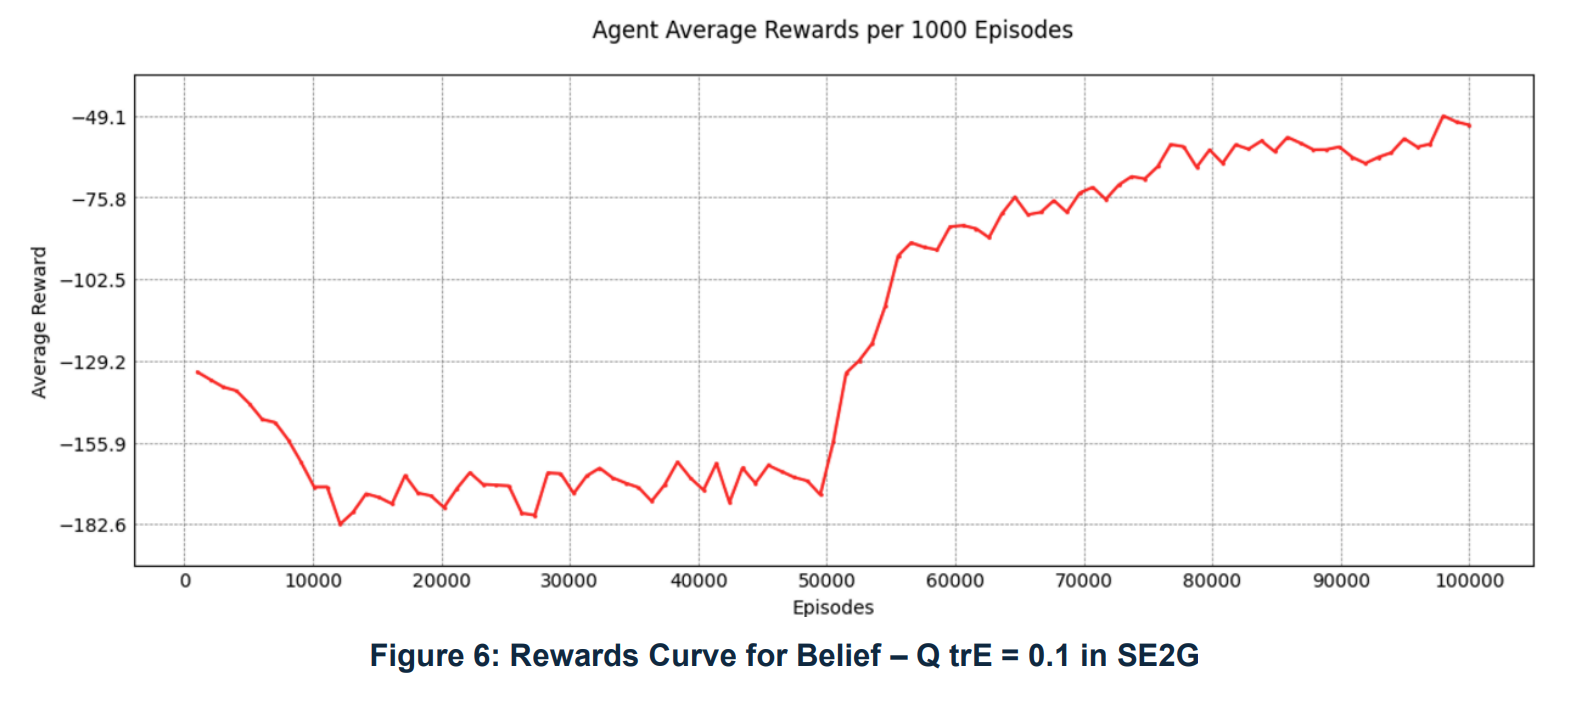 Agent Average Rewards per 1000 Episodes
−49.1
−75.8
−102.5
−129.2
−155.9
−182.6
Average Reward
0 10000 20000 30000 40000 50000 60000 70000 80000 90000 100000
Episodes
Figure 6: Rewards Curve for Belief – Q trE = 0.1 in SE2G